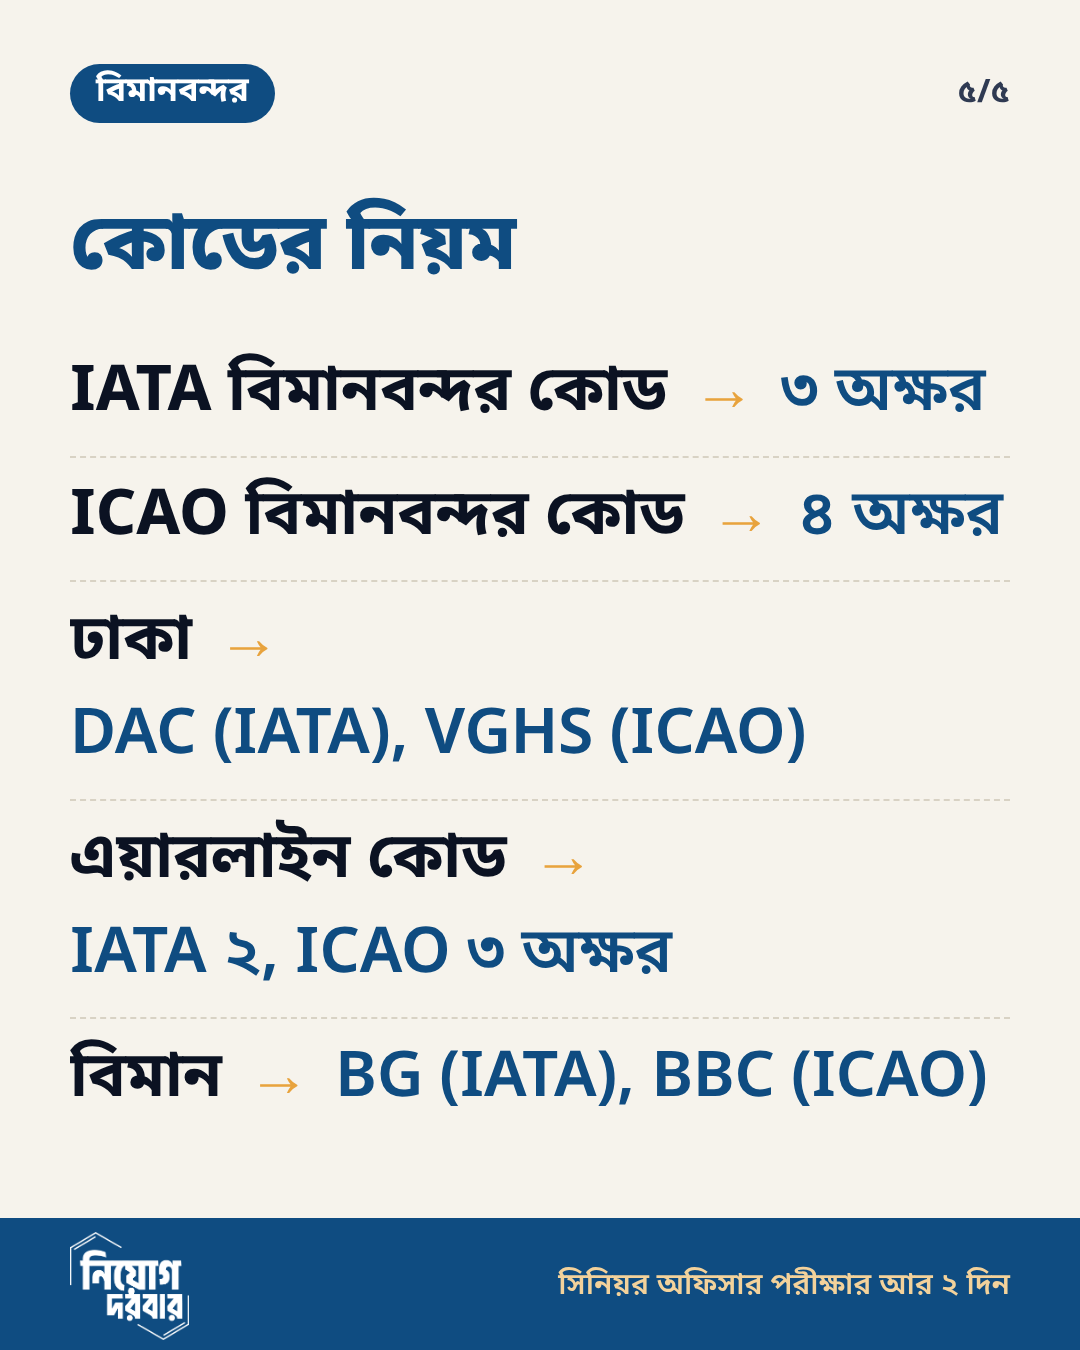 বিমানবন্দর
৫/৫
কোডের নিয়ম
IATA বিমানবন্দর কোড → ৩ অক্ষর
ICAO বিমানবন্দর কোড → ৪ অক্ষর
ঢাকা →
DAC (IATA), VGHS (ICAO)
এয়ারলাইন কোড →
IATA ২, ICAO ৩ অক্ষর
বিমান → BG (IATA), BBC (ICAO)
নিয়োগ
দরবার
সিনিয়র অফিসার পরীক্ষার আর ২ দিন